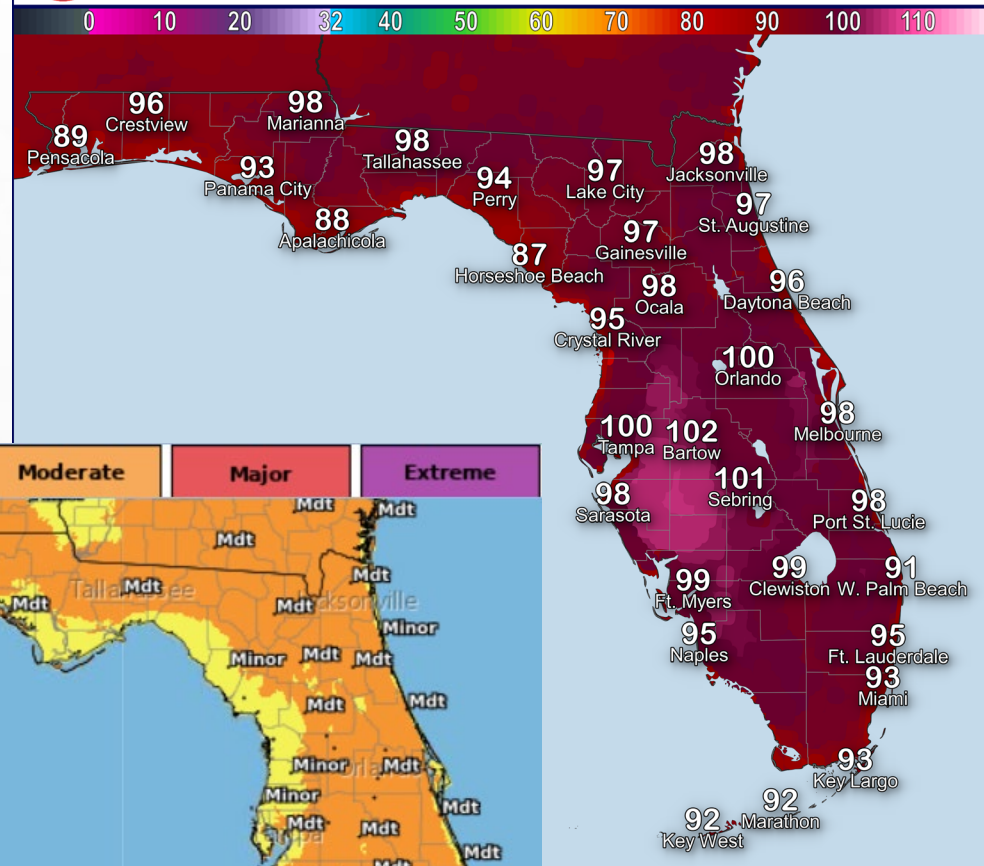 0 10 20 32 40 50 60 70 80 90 100 110
96
Crestview
98
Marianna
89
Pensacola
98
Tallahassee
98
Jacksonville
93
Panama City
94
Perry
97
Lake City
97
St. Augustine
88
Apalachicola
97
Gainesville
87
Horseshoe Beach
98
Ocala
96
Daytona Beach
95
Crystal River
100
Orlando
100
Tampa
102
Bartow
98
Melbourne
101
Sebring
98
Sarasota
98
Port St. Lucie
99
Ft. Myers
99
Clewiston
91
W. Palm Beach
95
Naples
95
Ft. Lauderdale
93
Miami
93
Key Largo
92
Marathon
92
Key West
Moderate Major Extreme
Mdt Mdt
Mdt
Mdt
Tallahassee Mdt
Mdt Mdt
Minor
Minor Mdt Mdt
Mdt Mdt
Minor Mdt
Minor Mdt
Mdt Mdt
Mdt
Mdt